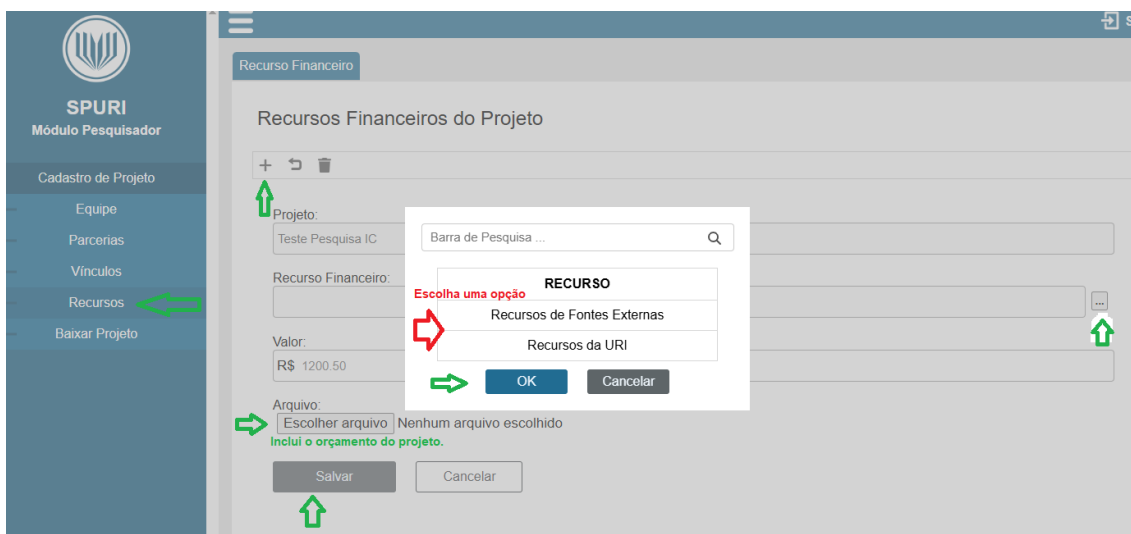 SPURI
Módulo Pesquisador
Cadastro de Projeto
Equipe
Parcerias
Vínculos
Recursos
Baixar Projeto
S
Recurso Financeiro
Recursos Financeiros do Projeto
Projeto:
Teste Pesquisa IC
Recurso Financeiro:
...
Valor:
R$ 1200.50
Arquivo:
Escolher arquivo Nenhum arquivo escolhido
Inclui o orçamento do projeto.
Salvar Cancelar
Barra de Pesquisa ...
RECURSO
Escolha uma opção
Recursos de Fontes Externas
Recursos da URI
OK Cancelar